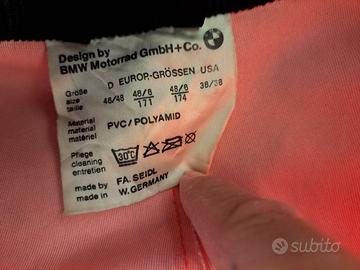 Design by
BMW Motorrad GmbH+Co.
Größe D EUROP.-GRÖSSEN USA
size 46/48 48/6 48/6 36/38
taille 171 174
Material
material PVC/POLYAMID
matériel
Pflege
cleaning 30°C
entretien
made by FA. SEIDL
made in W.GERMANY
subito